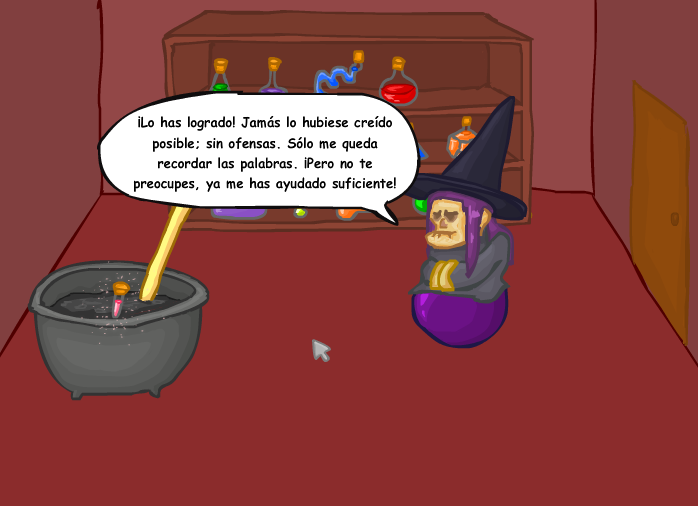 ¡Lo has logrado! Jamás lo hubiese creído
posible; sin ofensas. Sólo me queda
recordar las palabras. ¡Pero no te
preocupes, ya me has ayudado suficiente!